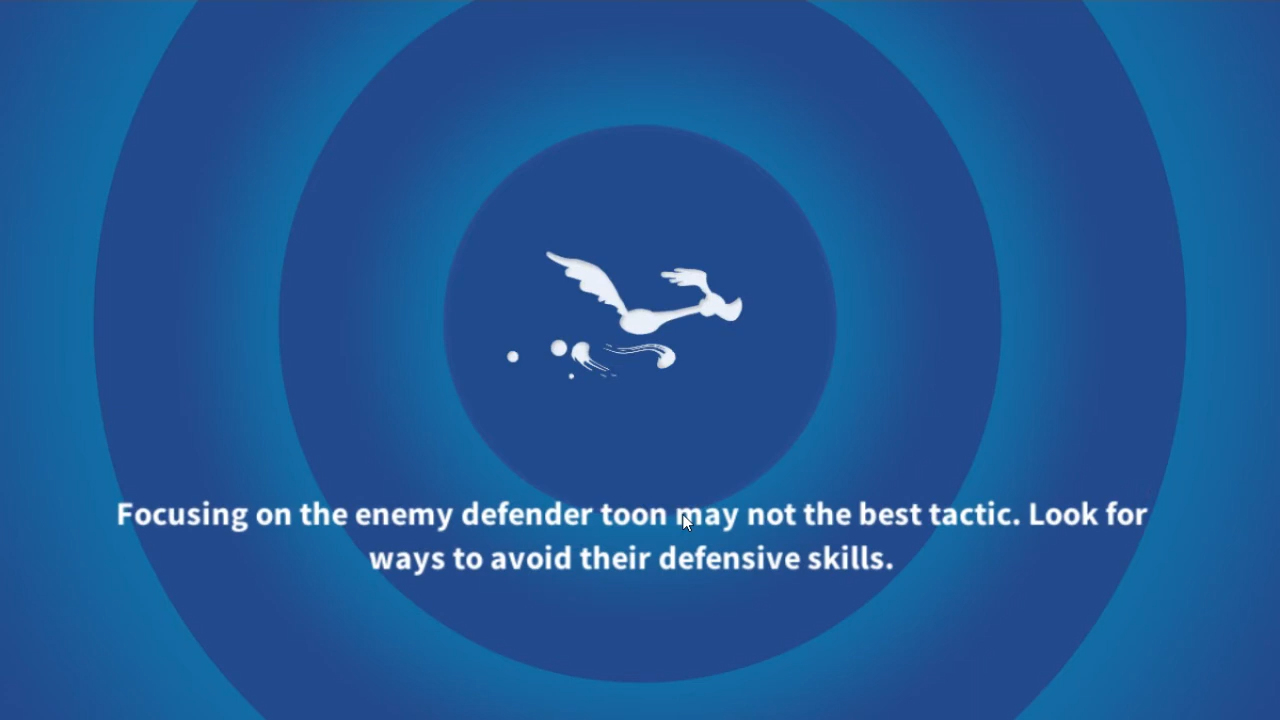 Focusing on the enemy defender toon may not the best tactic. Look for
ways to avoid their defensive skills.